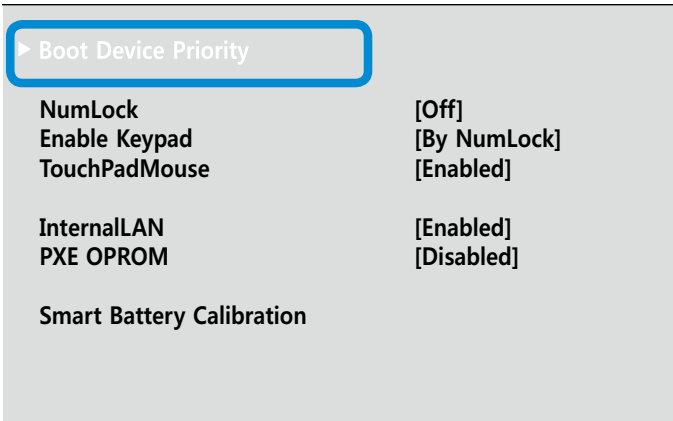 ▶ Boot Device Priority
NumLock [Off]
Enable Keypad [By NumLock]
TouchPadMouse [Enabled]
InternalLAN [Enabled]
PXE OPROM [Disabled]
Smart Battery Calibration